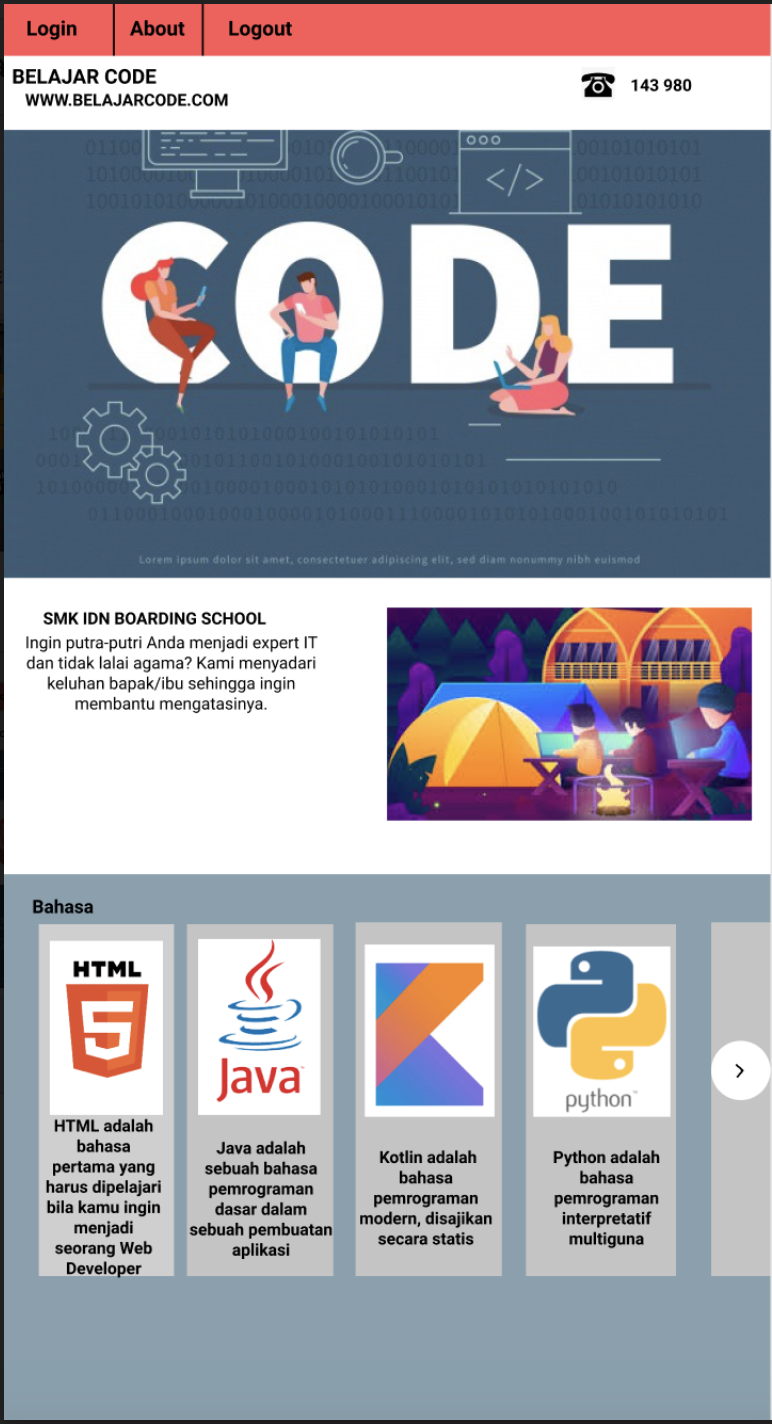 Login About Logout
BELAJAR CODE
WWW.BELAJARCODE.COM
143 980
</>
CODE
Lorem ipsum dolor sit amet, consectetuer adipiscing elit, sed diam nonummy nibh euismod
SMK IDN BOARDING SCHOOL
Ingin putra-putri Anda menjadi expert IT
dan tidak lalai agama? Kami menyadari
keluhan bapak/ibu sehingga ingin
membantu mengatasinya.
Bahasa
HTML
5
HTML adalah
bahasa
pertama yang
harus dipelajari
bila kamu ingin
menjadi
seorang Web
Developer
Java™
Java adalah
sebuah bahasa
pemrograman
dasar dalam
sebuah pembuatan
aplikasi
Kotlin adalah
bahasa
pemrograman
modern, disajikan
secara statis
python™
Python adalah
bahasa
pemrograman
interpretatif
multiguna